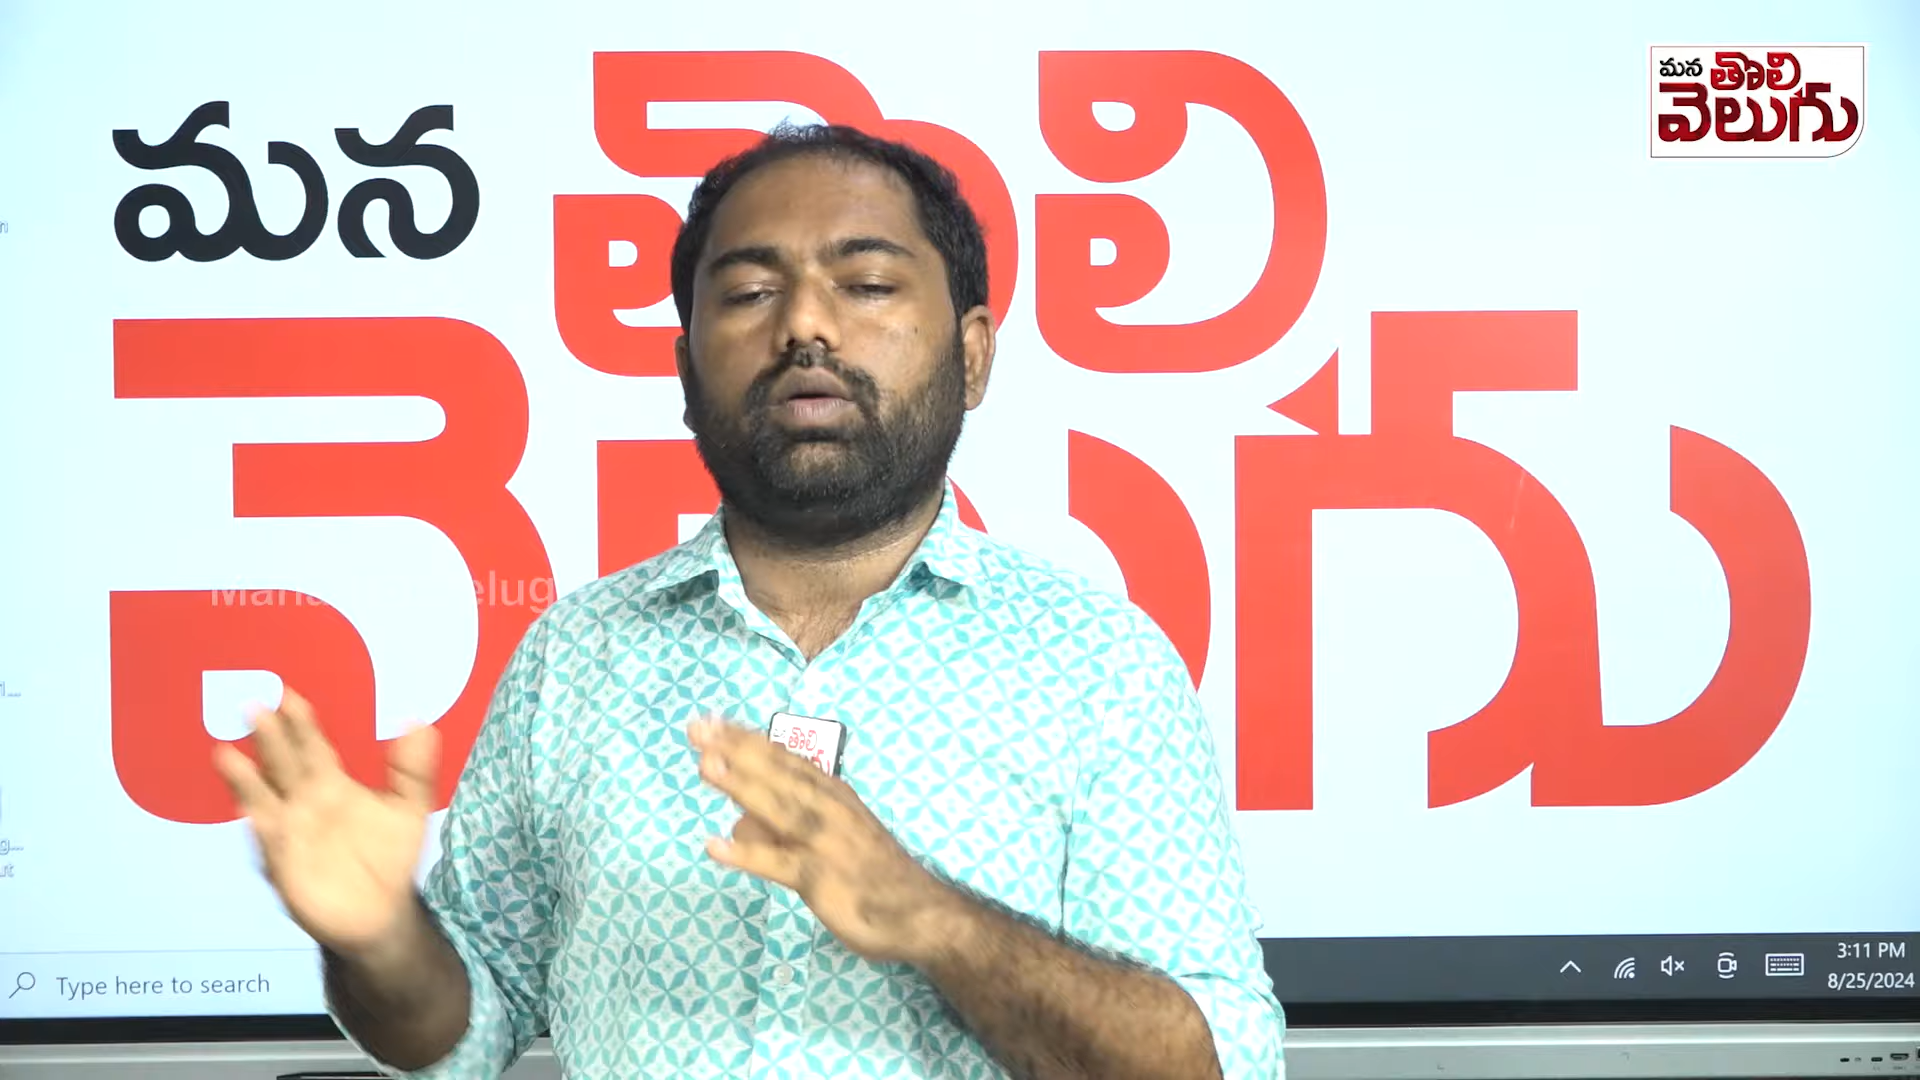 మన తొలి
వెలుగు
మన తొలి
వెలుగు
తొలి
Type here to search
3:11 PM
8/25/2024